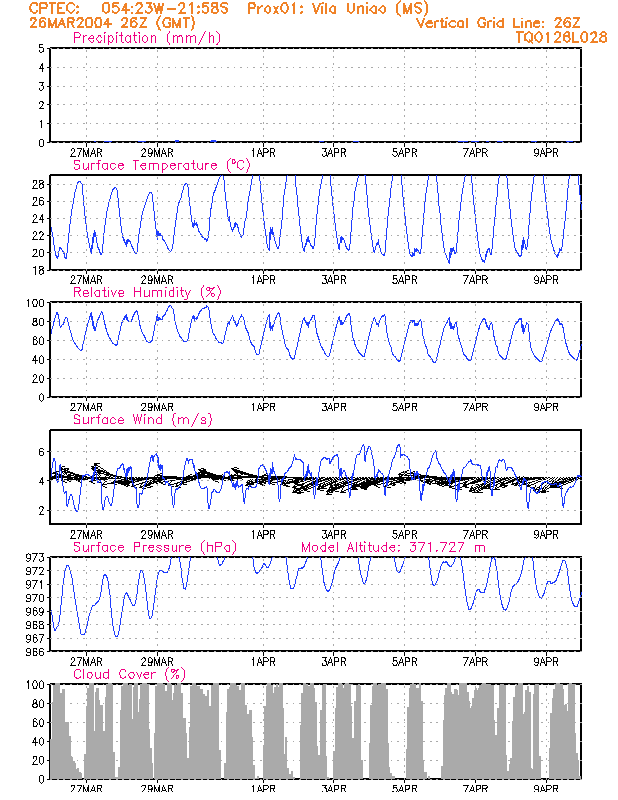 CPTEC: 054:23W-21:58S Prox01: Vila Uniao (MS)
26MAR2004 26Z (GMT) Vertical Grid Line: 26Z
Precipitation (mm/h) TQ0126L028
5
4
3
2
1
0
27MAR 29MAR 1APR 3APR 5APR 7APR 9APR
Surface Temperature (°C)
28
26
24
22
20
18
27MAR 29MAR 1APR 3APR 5APR 7APR 9APR
Relative Humidity (%)
100
80
60
40
20
0
27MAR 29MAR 1APR 3APR 5APR 7APR 9APR
Surface Wind (m/s)
6
4
2
27MAR 29MAR 1APR 3APR 5APR 7APR 9APR
Surface Pressure (hPa) Model Altitude: 371.727 m
973
972
971
970
969
968
967
966
27MAR 29MAR 1APR 3APR 5APR 7APR 9APR
Cloud Cover (%)
100
80
60
40
20
0
27MAR 29MAR 1APR 3APR 5APR 7APR 9APR